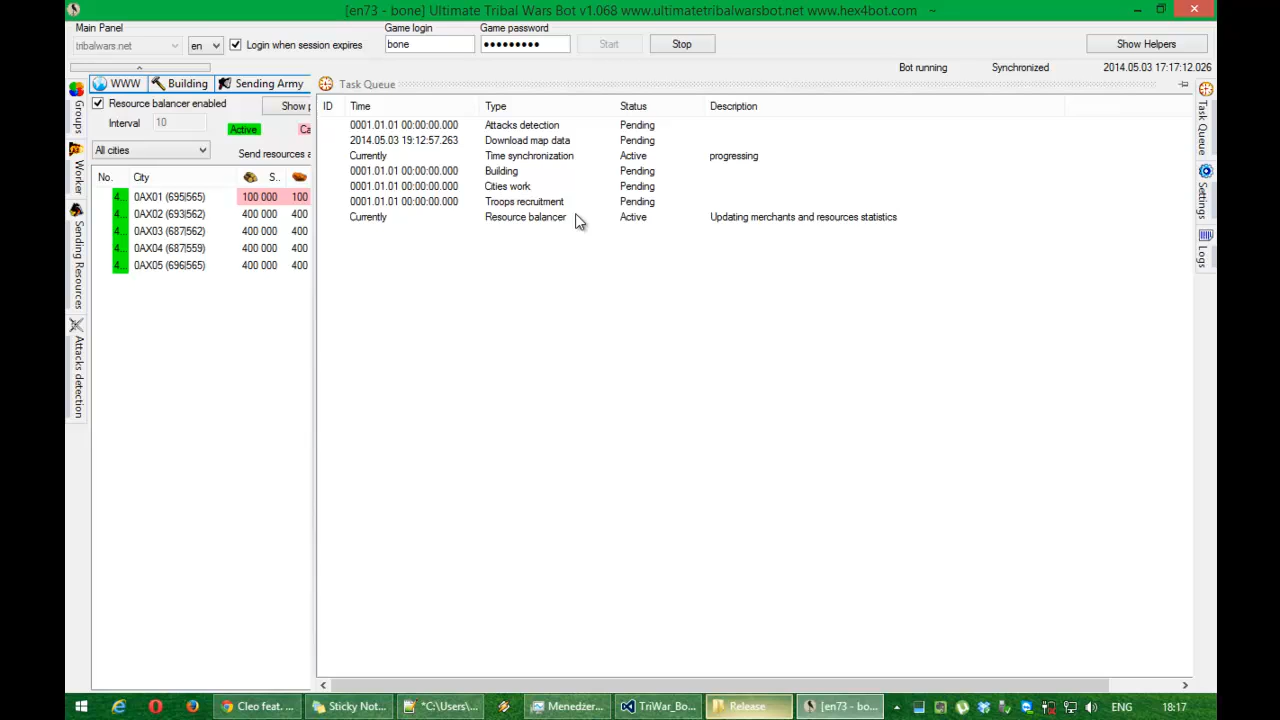 [en73 - bone] Ultimate Tribal Wars Bot v1.068 www.ultimatetribalwarsbot.net www.hex4bot.com ~
Main Panel
Game login
Game password
tribalwars.net
en
Login when session expires
bone
●●●●●●●●●
Start
Stop
Show Helpers
Bot running
Synchronized
2014.05.03 17:17:12.026
WWW
Building
Sending Army
Task Queue
Resource balancer enabled
Show p
Interval
10
Active
Ca
All cities
Send resources a
No.
City
S..
4... 0AX01 (695|565) 100 000 100
4... 0AX02 (693|562) 400 000 400
4... 0AX03 (687|562) 400 000 400
4... 0AX04 (687|559) 400 000 400
4... 0AX05 (696|565) 400 000 400
Groups
Worker
Sending Resources
Attacks detection
ID Time Type Status Description
0001.01.01 00:00:00.000 Attacks detection Pending
2014.05.03 19:12:57.263 Download map data Pending
Currently Time synchronization Active progressing
0001.01.01 00:00:00.000 Building Pending
0001.01.01 00:00:00.000 Cities work Pending
0001.01.01 00:00:00.000 Troops recruitment Pending
Currently Resource balancer Active Updating merchants and resources statistics
Task Queue
Settings
Logs
Cleo feat. ...
Sticky Not...
*C:\Users\...
Menedzer...
TriWar_Bo...
Release
[en73 - bo...
ENG
18:17